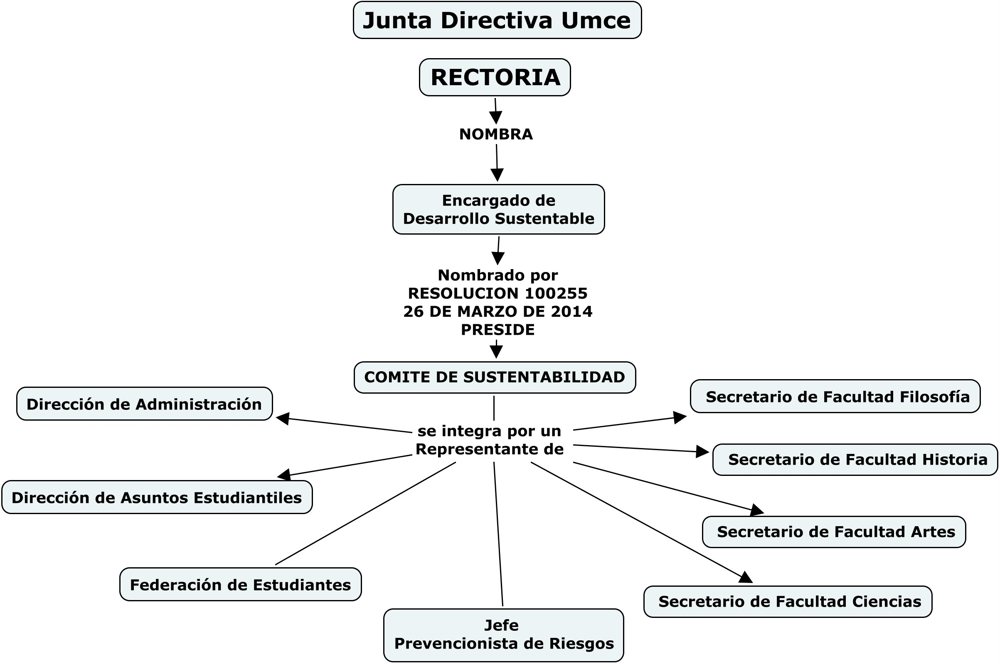 Junta Directiva Umce
RECTORIA
NOMBRA
Encargado de
Desarrollo Sustentable
Nombrado por
RESOLUCION 100255
26 DE MARZO DE 2014
PRESIDE
COMITE DE SUSTENTABILIDAD
Dirección de Administración
Secretario de Facultad Filosofía
se integra por un
Representante de
Secretario de Facultad Historia
Dirección de Asuntos Estudiantiles
Secretario de Facultad Artes
Federación de Estudiantes
Secretario de Facultad Ciencias
Jefe
Prevencionista de Riesgos